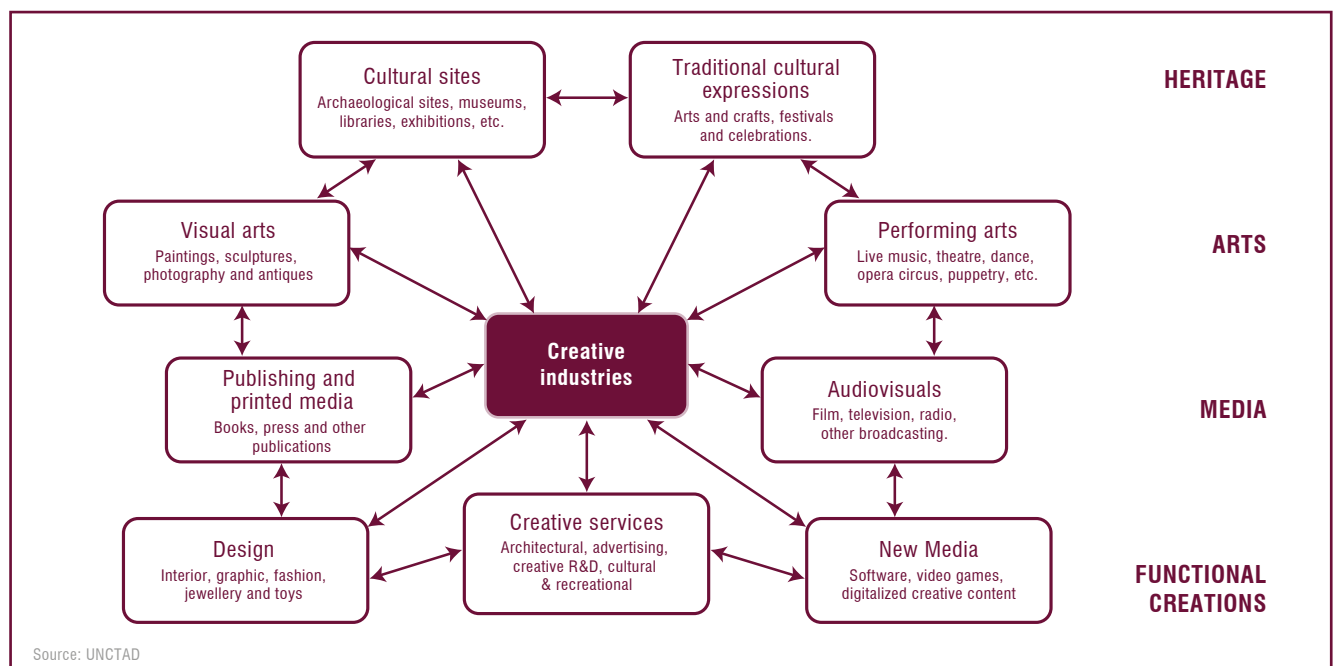 Cultural sites
Archaeological sites, museums,
libraries, exhibitions, etc.
Traditional cultural
expressions
Arts and crafts, festivals
and celebrations.
HERITAGE
Visual arts
Paintings, sculptures,
photography and antiques
Performing arts
Live music, theatre, dance,
opera circus, puppetry, etc.
ARTS
Creative
industries
Publishing and
printed media
Books, press and other
publications
Audiovisuals
Film, television, radio,
other broadcasting.
MEDIA
Design
Interior, graphic, fashion,
jewellery and toys
Creative services
Architectural, advertising,
creative R&D, cultural
& recreational
New Media
Software, video games,
digitalized creative content
FUNCTIONAL
CREATIONS
Source: UNCTAD